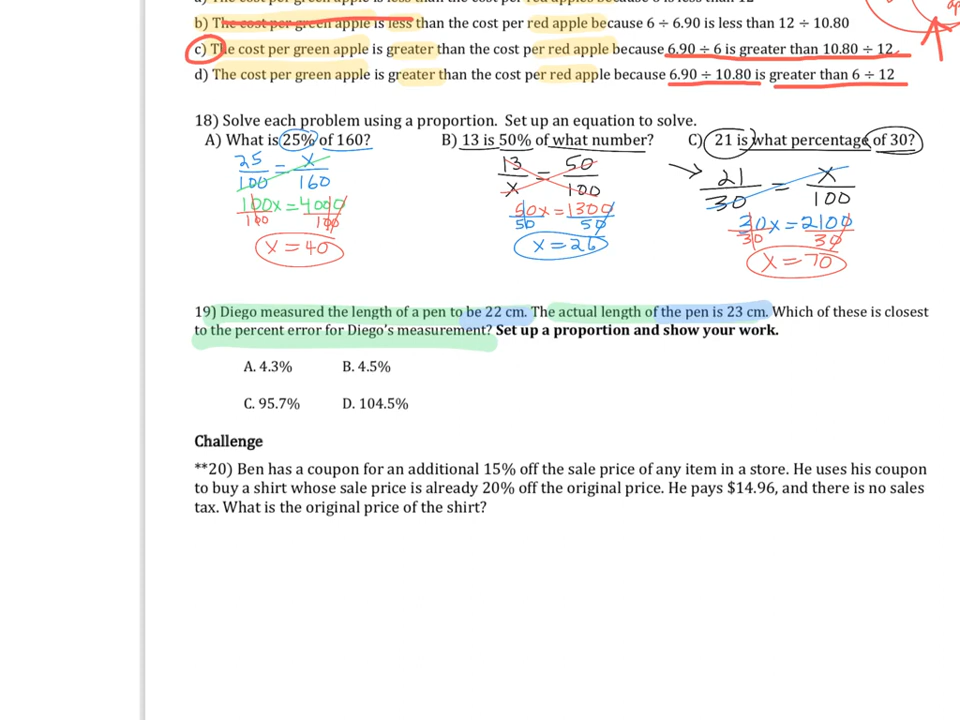 b) The cost per green apple is less than the cost per red apple because 6 ÷ 6.90 is less than 12 ÷ 10.80
c) The cost per green apple is greater than the cost per red apple because 6.90 ÷ 6 is greater than 10.80 ÷ 12
d) The cost per green apple is greater than the cost per red apple because 6.90 ÷ 10.80 is greater than 6 ÷ 12
18) Solve each problem using a proportion. Set up an equation to solve.
A) What is 25% of 160? B) 13 is 50% of what number? C) 21 is what percentage of 30?
25/100 = x/160 13/x = 50/100 21/30 = x/100
100x = 4000 50x = 1300 30x = 2100
100 100 50 50 30 30
x = 40 x = 26 x = 70
19) Diego measured the length of a pen to be 22 cm. The actual length of the pen is 23 cm. Which of these is closest
to the percent error for Diego's measurement? Set up a proportion and show your work.
A. 4.3% B. 4.5%
C. 95.7% D. 104.5%
Challenge
**20) Ben has a coupon for an additional 15% off the sale price of any item in a store. He uses his coupon
to buy a shirt whose sale price is already 20% off the original price. He pays $14.96, and there is no sales
tax. What is the original price of the shirt?